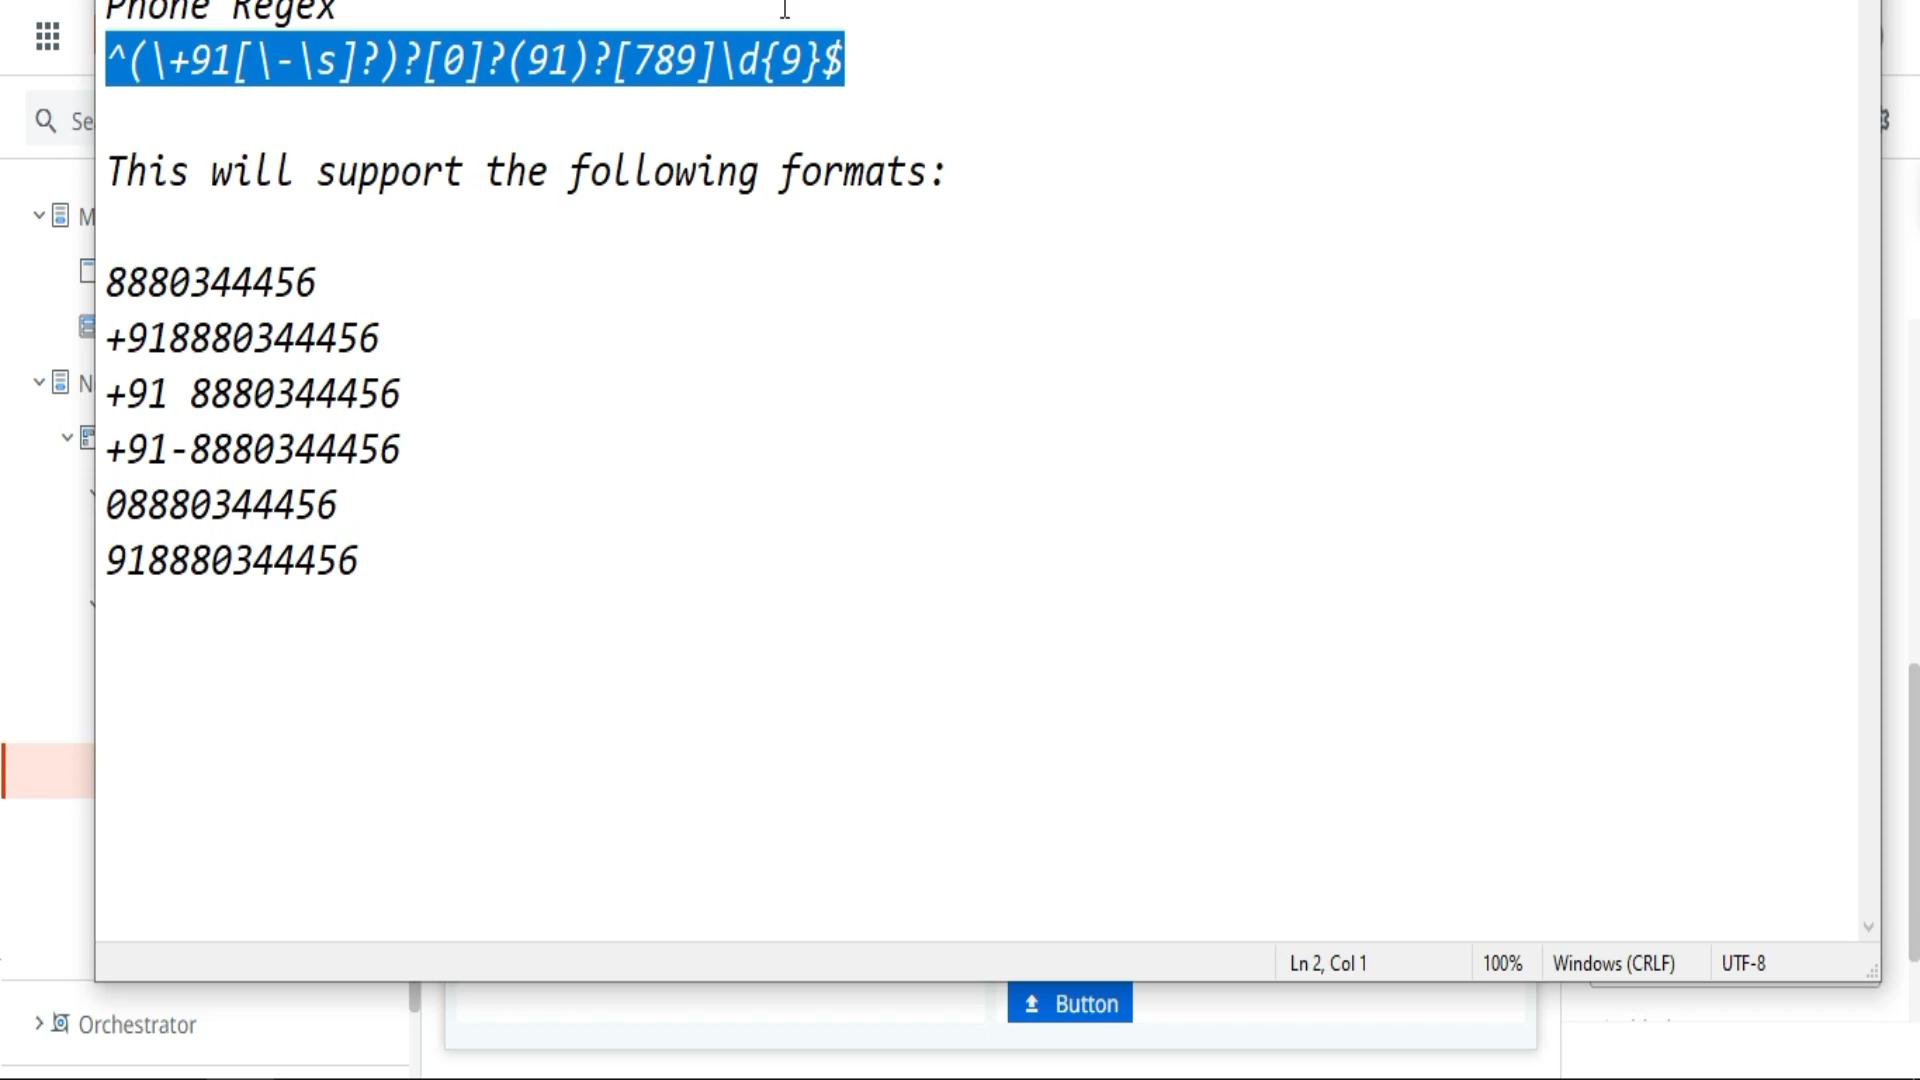 Phone Regex
^(\+91[\-\s]?)?[0]?(91)?[789]\d{9}$
Se
This will support the following formats:
M
8880344456
+918880344456
N
+91 8880344456
+91-8880344456
08880344456
918880344456
Ln 2, Col 1
100%
Windows (CRLF)
UTF-8
Button
Orchestrator